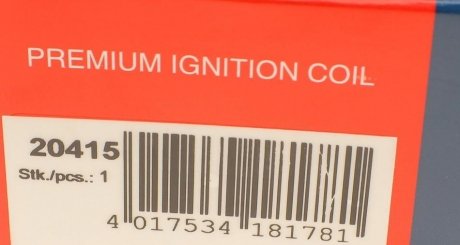 PREMIUM IGNITION COIL
20415
Stk./pcs.: 1
4 017534 181781